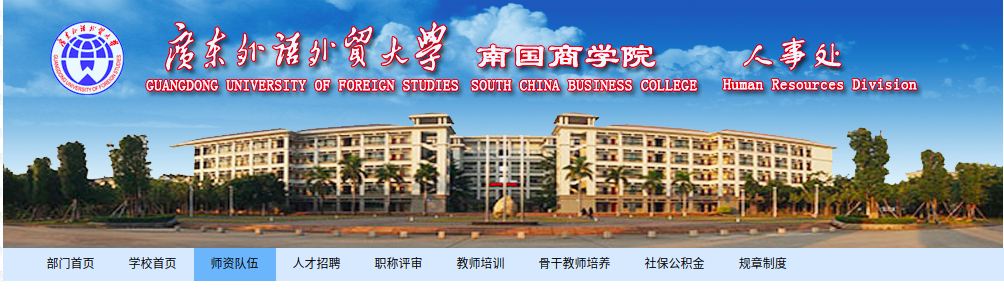 廣东外语外贸大學 南国商学院 人事处
GUANGDONG UNIVERSITY OF FOREIGN STUDIES SOUTH CHINA BUSINESS COLLEGE Human Resources Division
部门首页 学校首页 师资队伍 人才招聘 职称评审 教师培训 骨干教师培养 社保公积金 规章制度